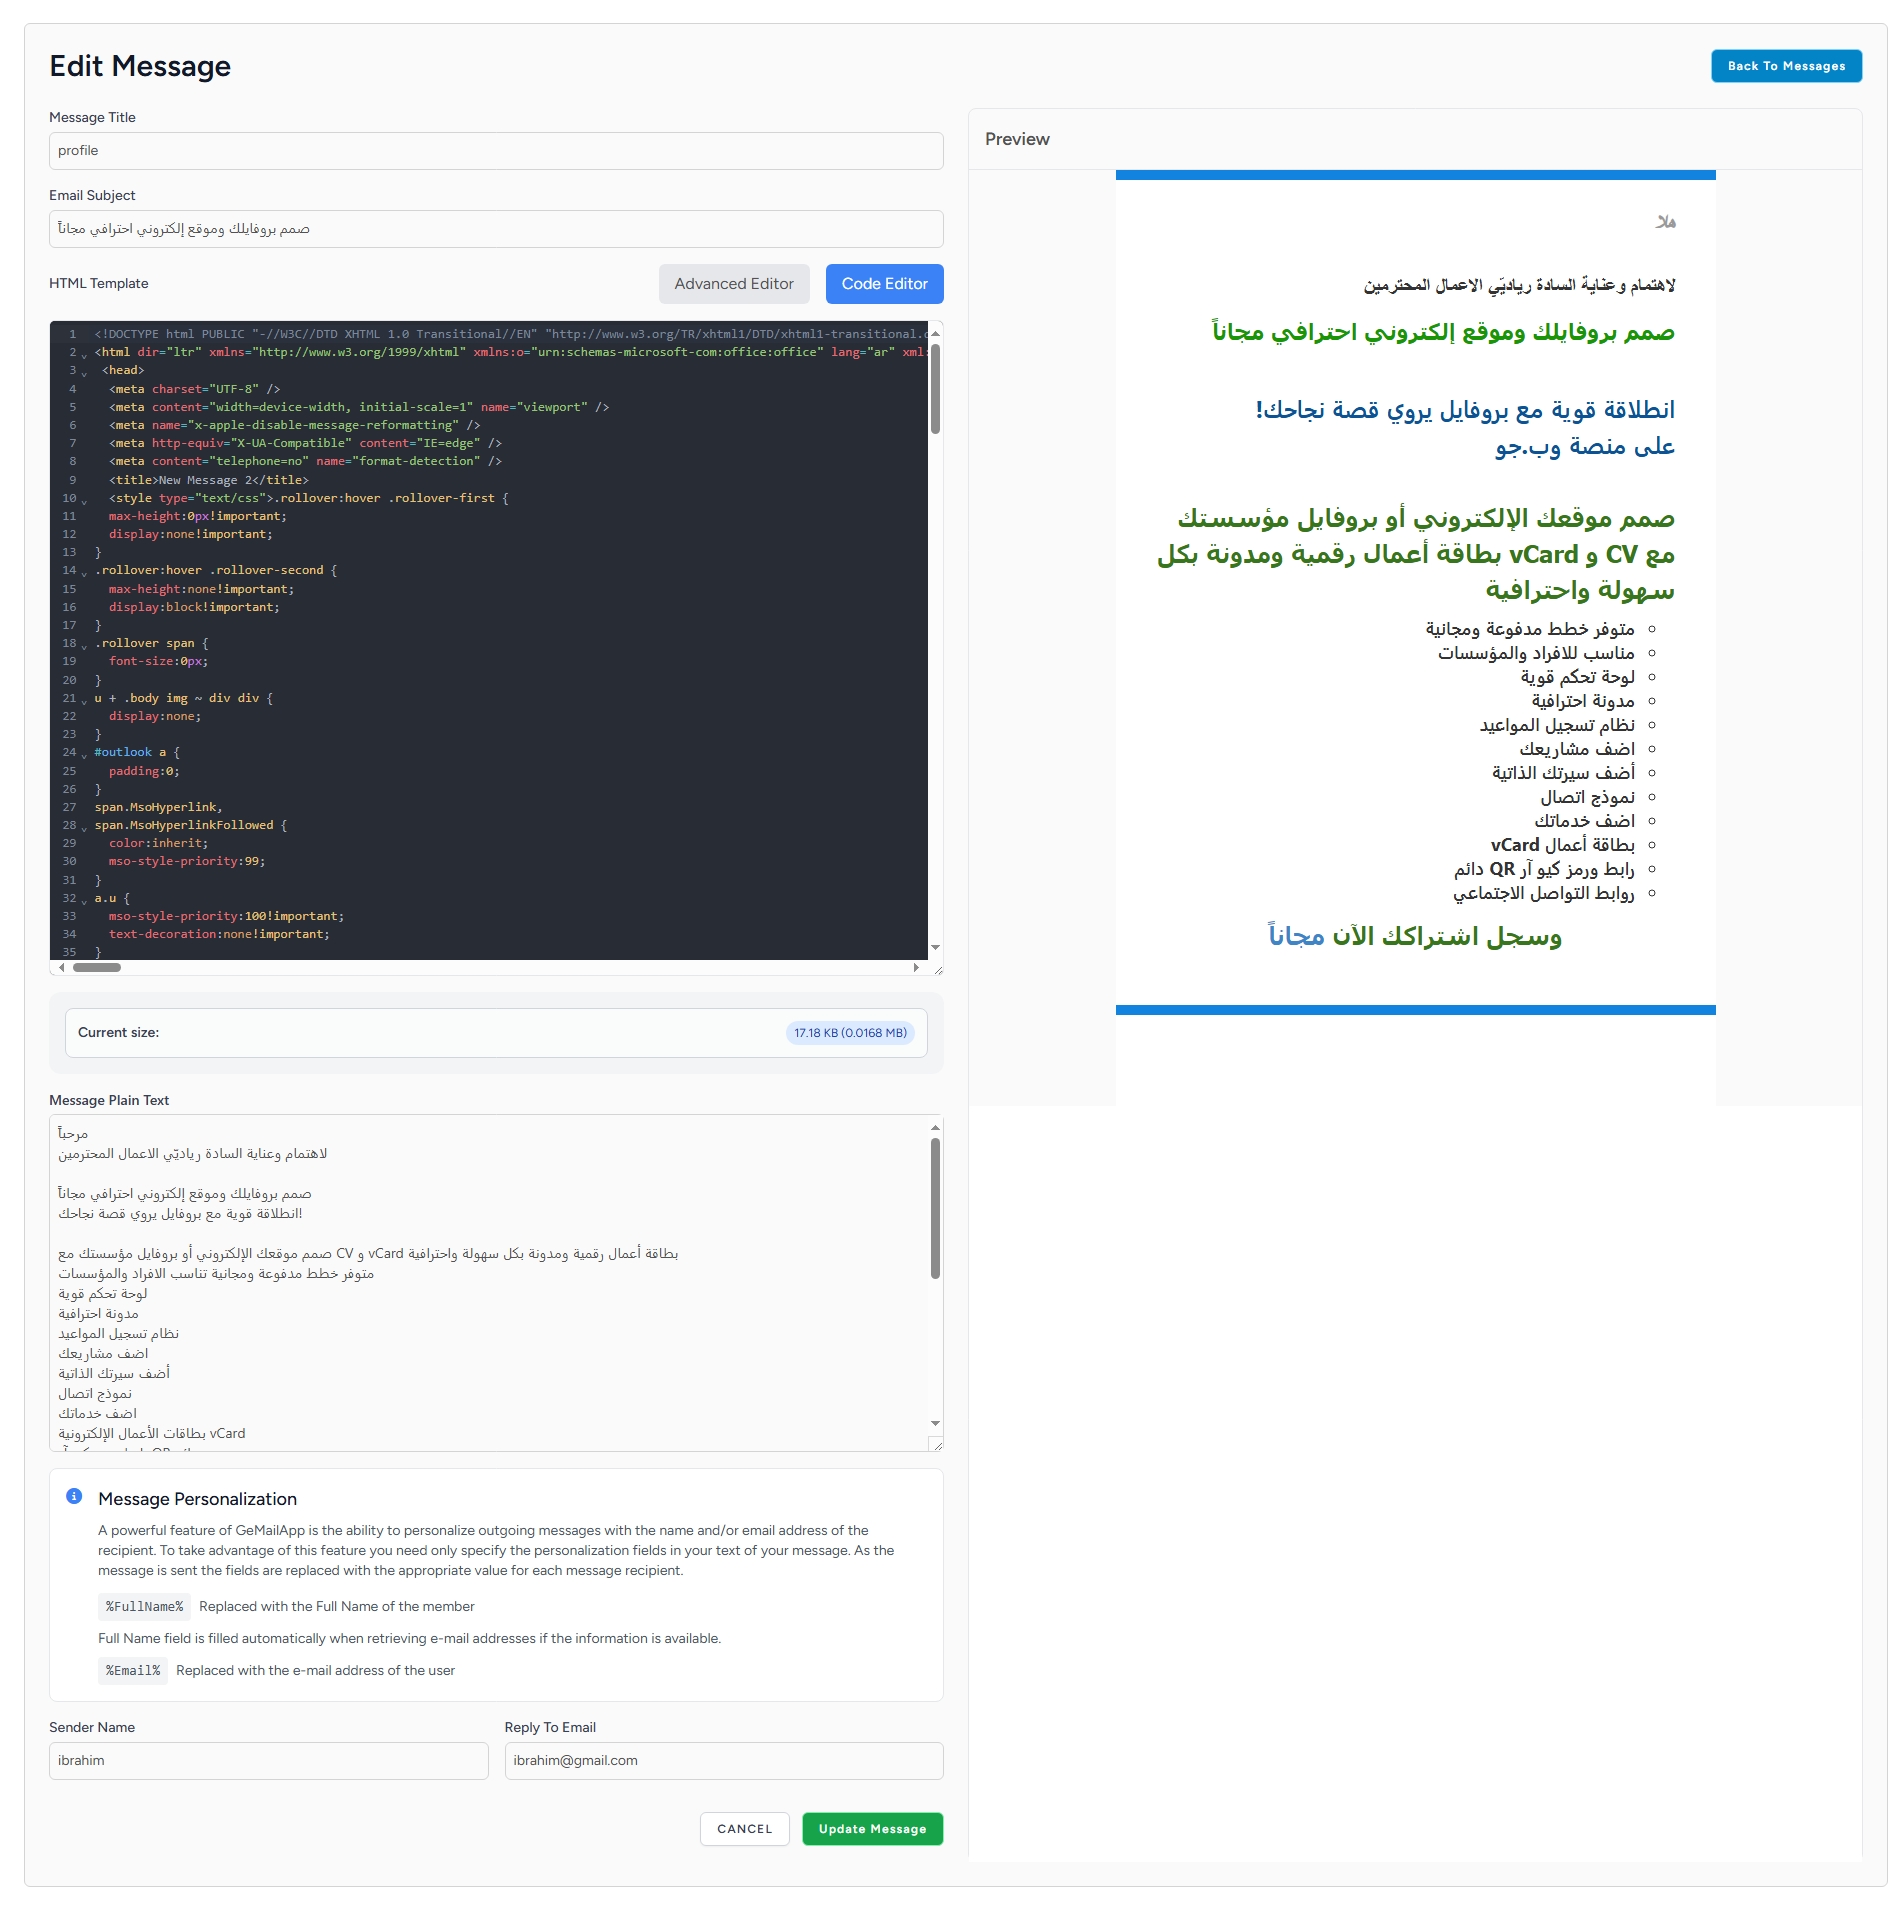 Edit Message
Back To Messages
Message Title
profile
Email Subject
صمم بروفايلك وموقع إلكتروني احترافي مجاناً
HTML Template
Advanced Editor
Code Editor
1 <!DOCTYPE html PUBLIC "-//W3C//DTD XHTML 1.0 Transitional//EN" "http://www.w3.org/TR/xhtml1/DTD/xhtml1-transitional.
2 <html dir="ltr" xmlns="http://www.w3.org/1999/xhtml" xmlns:o="urn:schemas-microsoft-com:office:office" lang="ar" xml:
3 <head>
4 <meta charset="UTF-8" />
5 <meta content="width=device-width, initial-scale=1" name="viewport" />
6 <meta name="x-apple-disable-message-reformatting" />
7 <meta http-equiv="X-UA-Compatible" content="IE=edge" />
8 <meta content="telephone=no" name="format-detection" />
9 <title>New Message 2</title>
10 <style type="text/css">.rollover:hover .rollover-first {
11 max-height:0px!important;
12 display:none!important;
13 }
14 .rollover:hover .rollover-second {
15 max-height:none!important;
16 display:block!important;
17 }
18 .rollover span {
19 font-size:0px;
20 }
21 u + .body img ~ div div {
22 display:none;
23 }
24 #outlook a {
25 padding:0;
26 }
27 span.MsoHyperlink,
28 span.MsoHyperlinkFollowed {
29 color:inherit;
30 mso-style-priority:99;
31 }
32 a.u {
33 mso-style-priority:100!important;
34 text-decoration:none!important;
35 }
Current size:
17.18 KB (0.0168 MB)
Message Plain Text
مرحباً
لاهتمام وعناية السادة رياديّي الاعمال المحترمين
صمم بروفايلك وموقع إلكتروني احترافي مجاناً
انطلاقة قوية مع بروفايل يروي قصة نجاحك!
صمم موقعك الإلكتروني أو بروفايل مؤسستك مع CV و vCard بطاقة أعمال رقمية ومدونة بكل سهولة واحترافية
متوفر خطط مدفوعة ومجانية تناسب الافراد والمؤسسات
لوحة تحكم قوية
مدونة احترافية
نظام تسجيل المواعيد
اضف مشاريعك
أضف سيرتك الذاتية
نموذج اتصال
اضف خدماتك
بطاقات الأعمال الإلكترونية vCard
Message Personalization
A powerful feature of GeMailApp is the ability to personalize outgoing messages with the name and/or email address of the
recipient. To take advantage of this feature you need only specify the personalization fields in your text of your message. As the
message is sent the fields are replaced with the appropriate value for each message recipient.
%FullName% Replaced with the Full Name of the member
Full Name field is filled automatically when retrieving e-mail addresses if the information is available.
%Email% Replaced with the e-mail address of the user
Sender Name
ibrahim
Reply To Email
ibrahim@gmail.com
CANCEL
Update Message
Preview
هلا
لاهتمام وعناية السادة رياديّي الاعمال المحترمين
صمم بروفايلك وموقع إلكتروني احترافي مجاناً
انطلاقة قوية مع بروفايل يروي قصة نجاحك!
على منصة وب.جو
صمم موقعك الإلكتروني أو بروفايل مؤسستك
مع CV و vCard بطاقة أعمال رقمية ومدونة بكل
سهولة واحترافية
متوفر خطط مدفوعة ومجانية
مناسب للافراد والمؤسسات
لوحة تحكم قوية
مدونة احترافية
نظام تسجيل المواعيد
اضف مشاريعك
أضف سيرتك الذاتية
نموذج اتصال
اضف خدماتك
بطاقة أعمال vCard
رابط ورمز كيو آر QR دائم
روابط التواصل الاجتماعي
وسجل اشتراكك الآن مجاناً